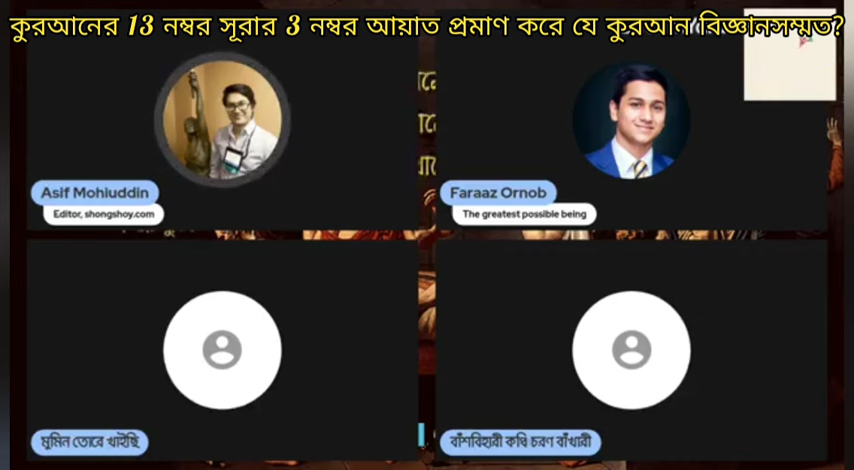 কুরআনের 13 নম্বর সূরার 3 নম্বর আয়াত প্রমাণ করে যে কুরআন বিজ্ঞানসম্মত?
Asif Mohiuddin
Editor, shongshoy.com
Faraaz Ornob
The greatest possible being
মুমিন তোরে খাইছি
বাঁশবিহারী কবি চরণ বাঁখারী